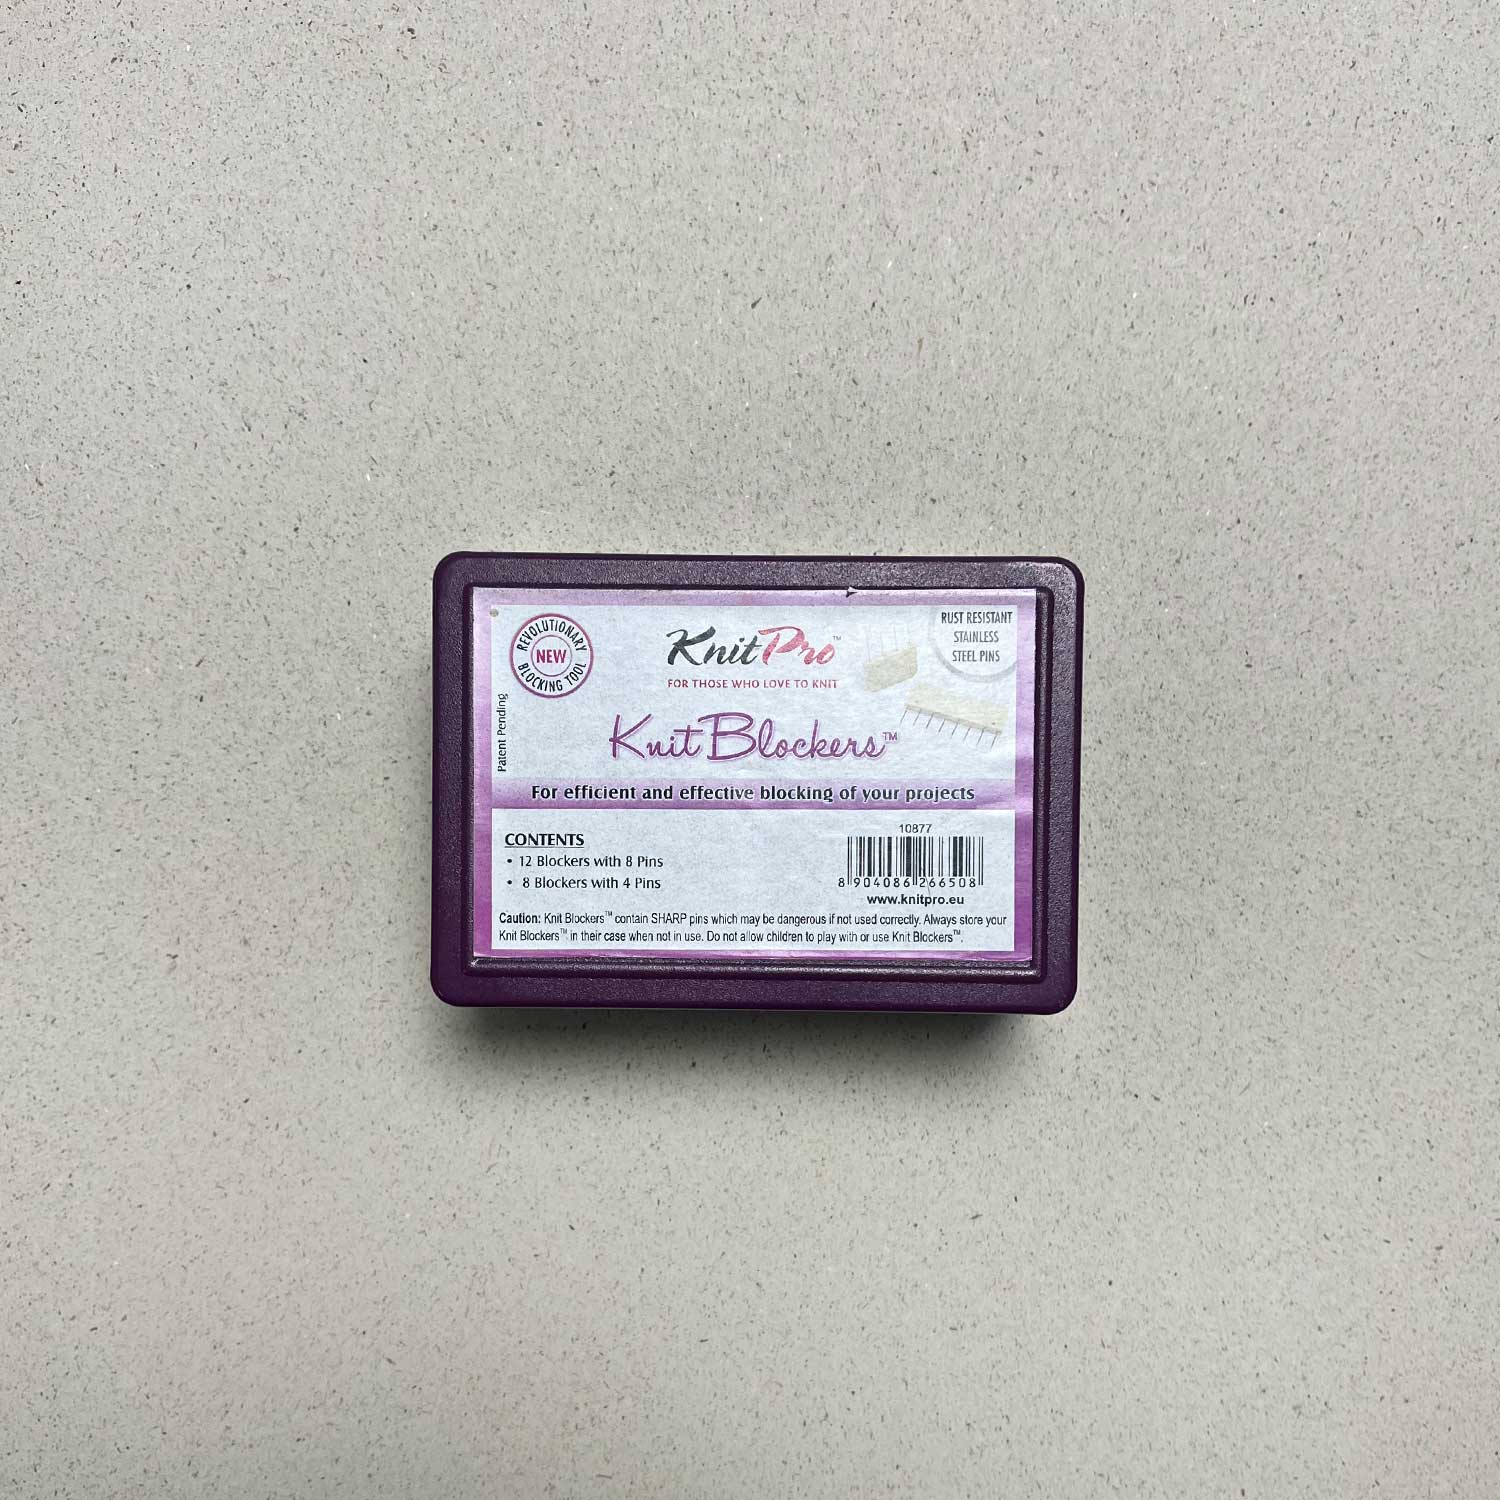 REVOLUTIONARY
NEW
BLOCKING TOOL
Patent Pending
KnitPro™
FOR THOSE WHO LOVE TO KNIT
RUST RESISTANT
STAINLESS
STEEL PINS
Knit Blockers™
For efficient and effective blocking of your projects
CONTENTS
• 12 Blockers with 8 Pins
• 8 Blockers with 4 Pins
10877
8 904086 266508
www.knitpro.eu
Caution: Knit Blockers™ contain SHARP pins which may be dangerous if not used correctly. Always store your
Knit Blockers™ in their case when not in use. Do not allow children to play with or use Knit Blockers™.